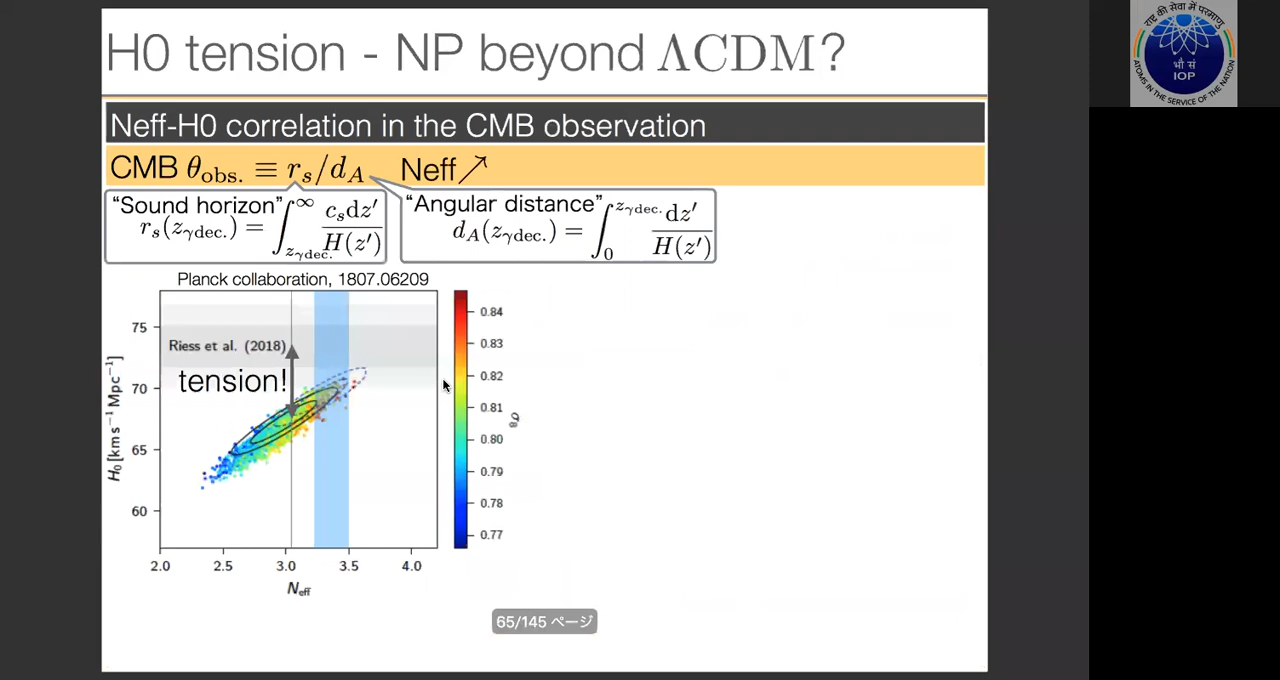 H0 tension - NP beyond ΛCDM?
Neff-H0 correlation in the CMB observation
CMB θobs. ≡ rs/dA Neff↗
“Sound horizon”
rs(zγdec.) = ∫_{zγdec.}^{∞} csdz′/H(z′)
“Angular distance”
dA(zγdec.) = ∫_{0}^{zγdec.} dz′/H(z′)
Planck collaboration, 1807.06209
75
70
65
60
H0 [km s−1 Mpc−1]
Riess et al. (2018)
tension!
2.0 2.5 3.0 3.5 4.0
Neff
0.84
0.83
0.82
0.81
0.80
0.79
0.78
0.77
σ8
65/145 ページ
राष्ट्र की सेवा में परमाणु
भौ सं
IOP
ATOMS IN THE SERVICE OF THE NATION